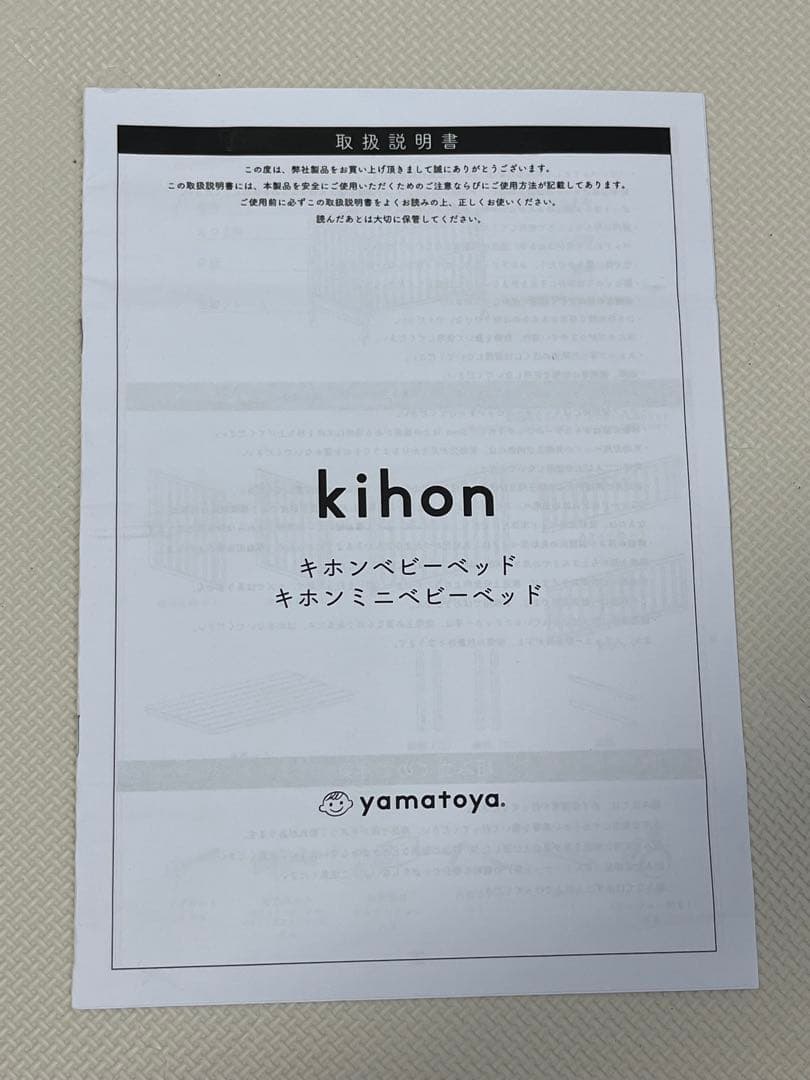 取扱説明書
この度は、弊社製品をお買い上げ頂きまして誠にありがとうございます。
この取扱説明書には、本製品を安全にご使用いただくためのご注意ならびにご使用方法が記載してあります。
ご使用前に必ずこの取扱説明書をよくお読みの上、正しくお使いください。
読んだあとは大切に保管してください。
kihon
キホンベビーベッド
キホンミニベビーベッド
yamatoya.